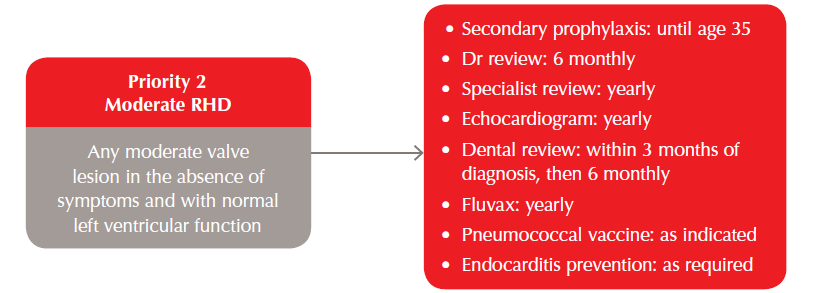 Priority 2
Moderate RHD
Any moderate valve
lesion in the absence of
symptoms and with normal
left ventricular function
• Secondary prophylaxis: until age 35
• Dr review: 6 monthly
• Specialist review: yearly
• Echocardiogram: yearly
• Dental review: within 3 months of
diagnosis, then 6 monthly
• Fluvax: yearly
• Pneumococcal vaccine: as indicated
• Endocarditis prevention: as required